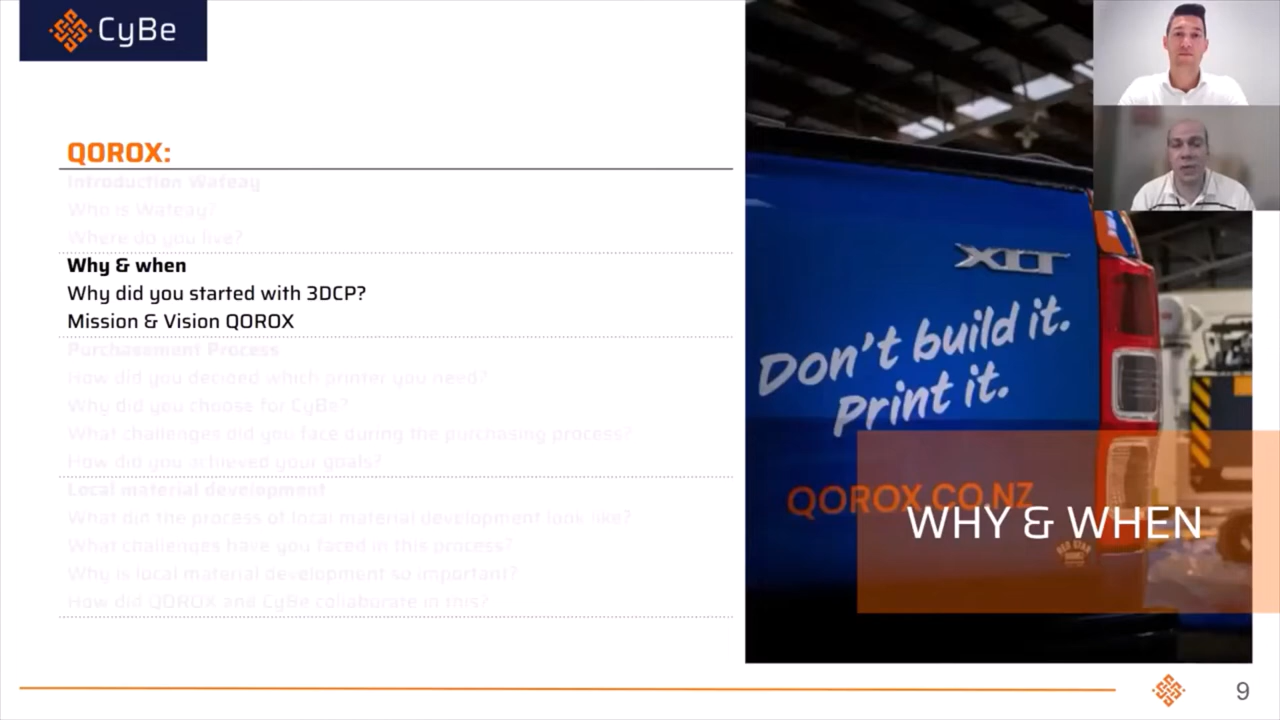 CyBe
QOROX:
Introduction Wateay
Who is Wateay?
Where do you live?
Why & when
Why did you started with 3DCP?
Mission & Vision QOROX
Purchasement Process
How did you decided which printer you need?
Why did you choose for CyBe?
What challenges did you face during the purchasing process?
How did you achieved your goals?
Local material development
What did the process of local material development look like?
What challenges have you faced in this process?
Why is local material development so important?
How did QOROX and CyBe collaborate in this?
XLT
Don't build it.
Print it.
QOROX.CO.NZ
WHY & WHEN
9